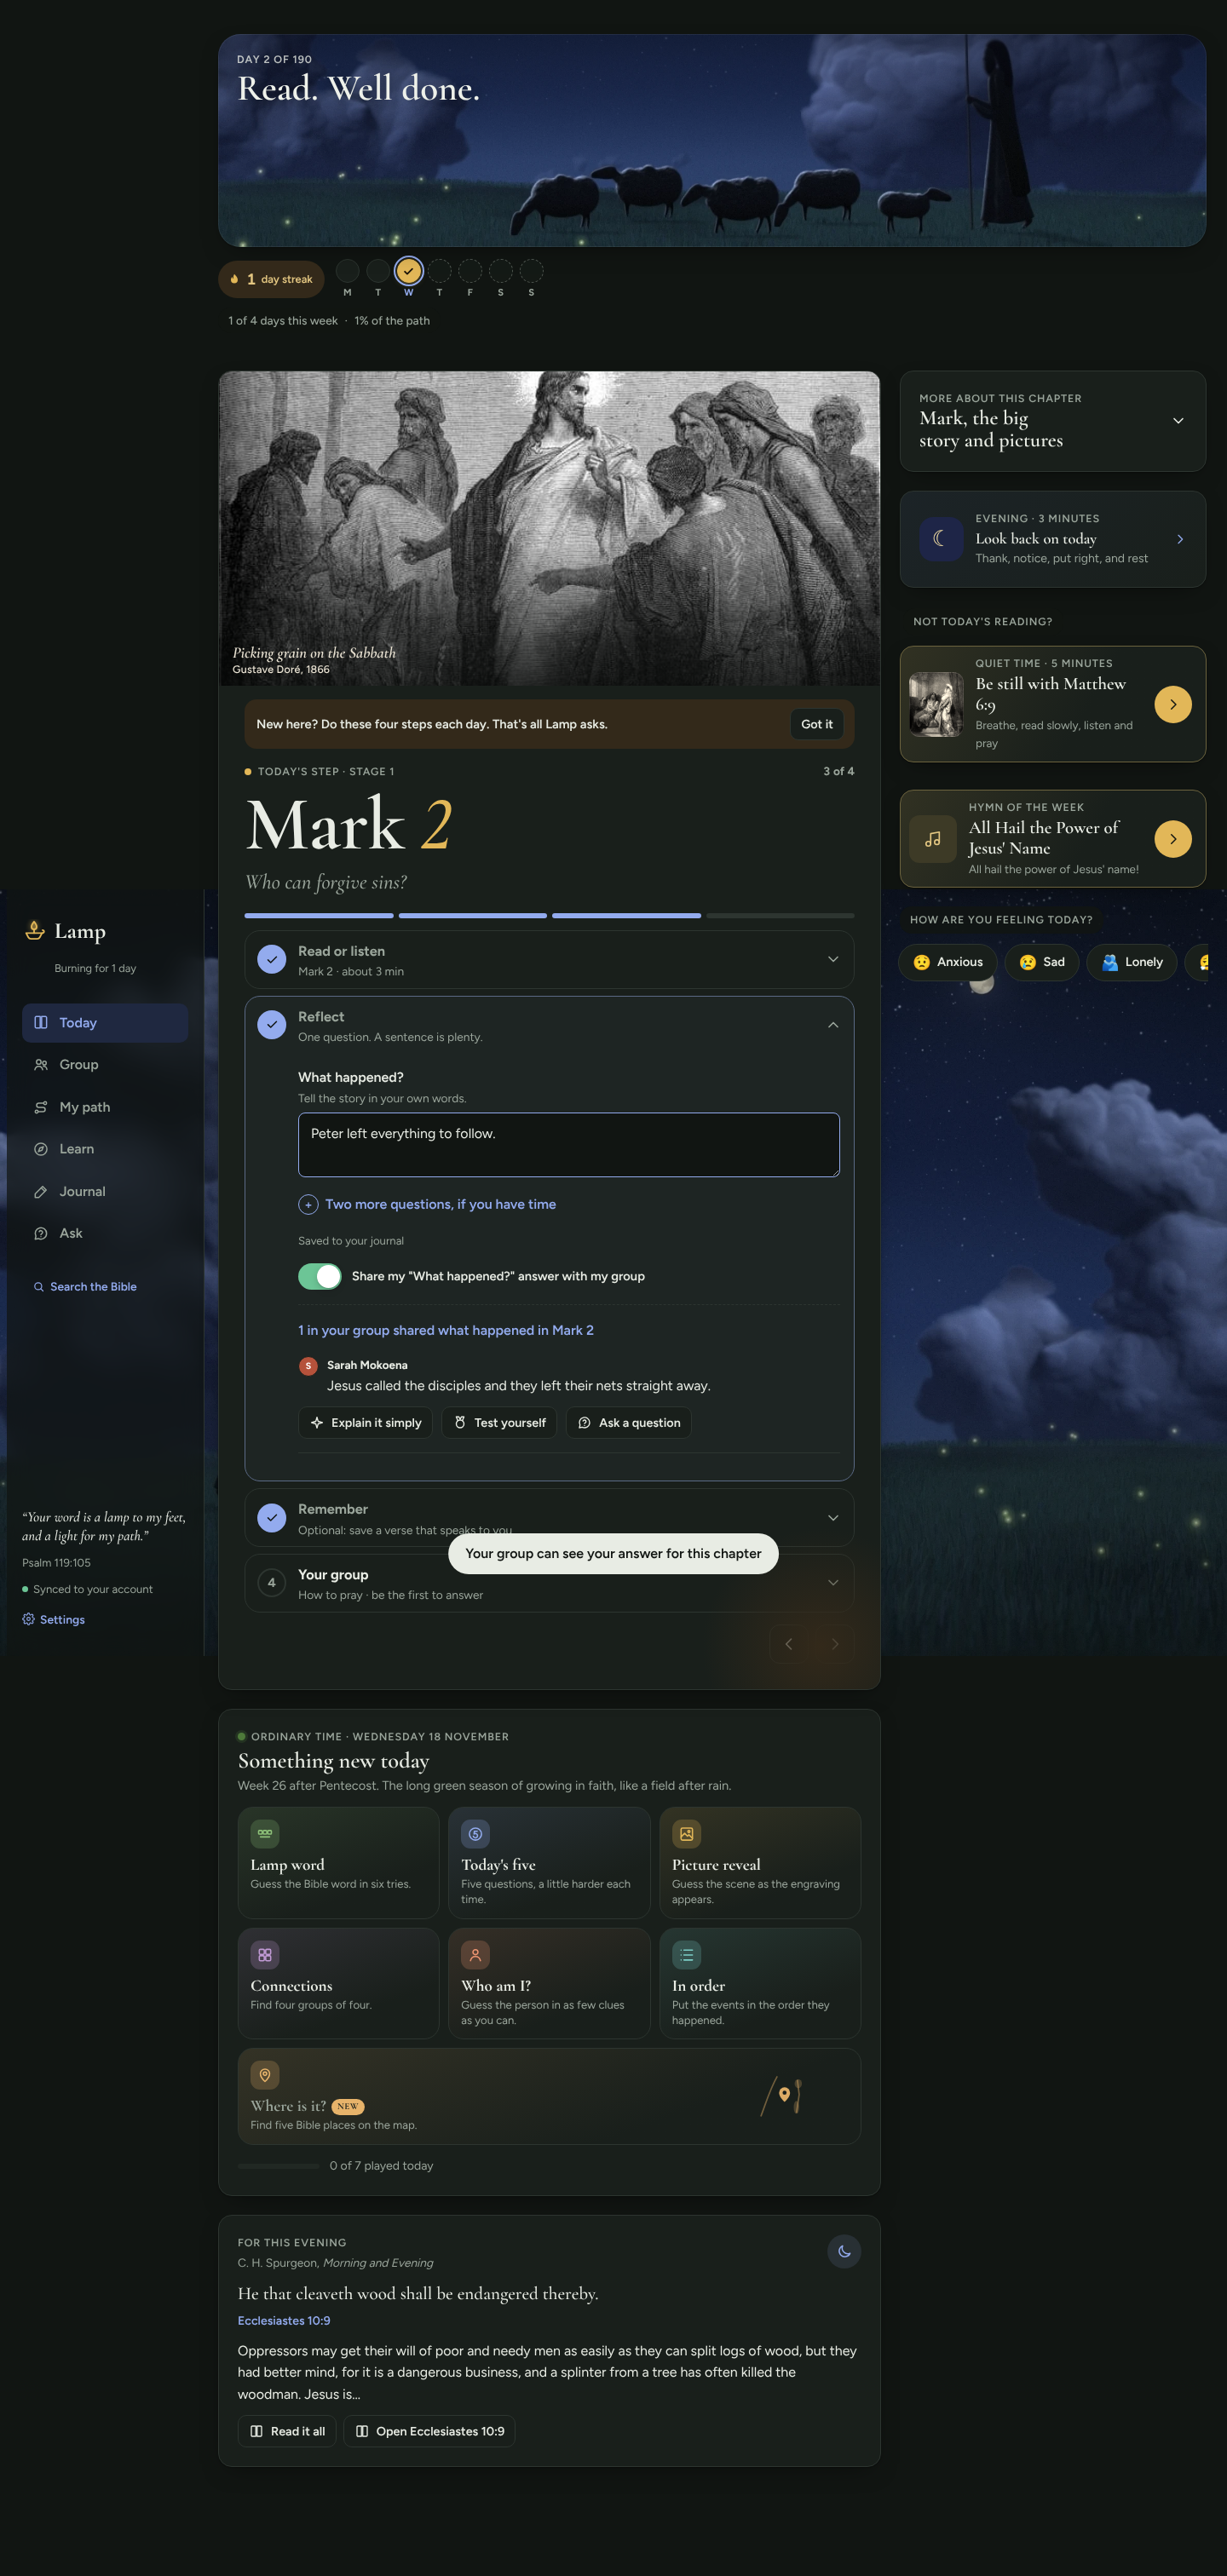 DAY 2 OF 190
Read. Well done.
1 day streak
M T W T F S S
1 of 4 days this week · 1% of the path
Picking grain on the Sabbath
Gustave Doré, 1866
New here? Do these four steps each day. That's all Lamp asks.
Got it
TODAY'S STEP · STAGE 1
3 of 4
Mark 2
Who can forgive sins?
Read or listen
Mark 2 · about 3 min
Reflect
One question. A sentence is plenty.
What happened?
Tell the story in your own words.
Peter left everything to follow.
Two more questions, if you have time
Saved to your journal
Share my "What happened?" answer with my group
1 in your group shared what happened in Mark 2
S
Sarah Mokoena
Jesus called the disciples and they left their nets straight away.
Explain it simply
Test yourself
Ask a question
Remember
Optional: save a verse that speaks to you
Your group can see your answer for this chapter
4
Your group
How to pray · be the first to answer
MORE ABOUT THIS CHAPTER
Mark, the big
story and pictures
EVENING · 3 MINUTES
Look back on today
Thank, notice, put right, and rest
NOT TODAY'S READING?
QUIET TIME · 5 MINUTES
Be still with Matthew
6:9
Breathe, read slowly, listen and
pray
HYMN OF THE WEEK
All Hail the Power of
Jesus' Name
All hail the power of Jesus' name!
HOW ARE YOU FEELING TODAY?
Anxious
Sad
Lonely
Lamp
Burning for 1 day
Today
Group
My path
Learn
Journal
Ask
Search the Bible
“Your word is a lamp to my feet,
and a light for my path.”
Psalm 119:105
Synced to your account
Settings
ORDINARY TIME · WEDNESDAY 18 NOVEMBER
Something new today
Week 26 after Pentecost. The long green season of growing in faith, like a field after rain.
Lamp word
Guess the Bible word in six tries.
5
Today's five
Five questions, a little harder each
time.
Picture reveal
Guess the scene as the engraving
appears.
Connections
Find four groups of four.
Who am I?
Guess the person in as few clues
as you can.
In order
Put the events in the order they
happened.
Where is it? NEW
Find five Bible places on the map.
0 of 7 played today
FOR THIS EVENING
C. H. Spurgeon, Morning and Evening
He that cleaveth wood shall be endangered thereby.
Ecclesiastes 10:9
Oppressors may get their will of poor and needy men as easily as they can split logs of wood, but they
had better mind, for it is a dangerous business, and a splinter from a tree has often killed the
woodman. Jesus is…
Read it all
Open Ecclesiastes 10:9